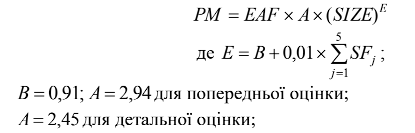 PM = EAF × A × (SIZE)^E
де E = B + 0,01 × ∑_{j=1}^{5} SF_j ;
B = 0,91; A = 2,94 для попередньої оцінки;
A = 2,45 для детальної оцінки;